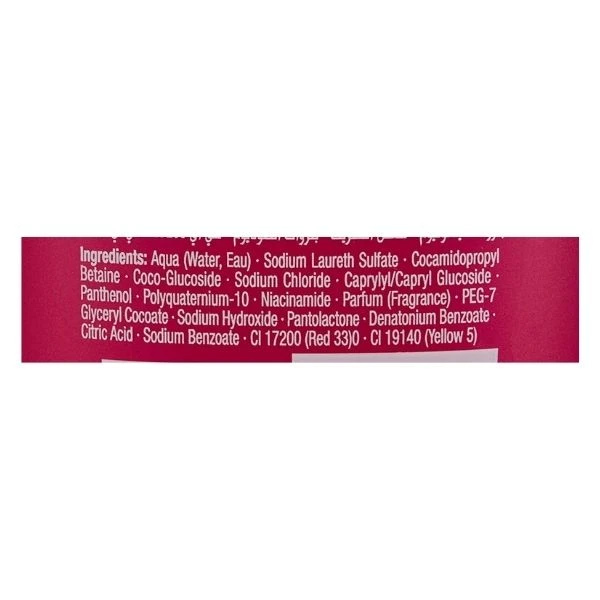 Ingredients: Aqua (Water, Eau) · Sodium Laureth Sulfate · Cocamidopropyl
Betaine · Coco-Glucoside · Sodium Chloride · Caprylyl/Capryl Glucoside ·
Panthenol · Polyquaternium-10 · Niacinamide · Parfum (Fragrance) · PEG-7
Glyceryl Cocoate · Sodium Hydroxide · Pantolactone · Denatonium Benzoate ·
Citric Acid · Sodium Benzoate · CI 17200 (Red 33)0 · CI 19140 (Yellow 5)